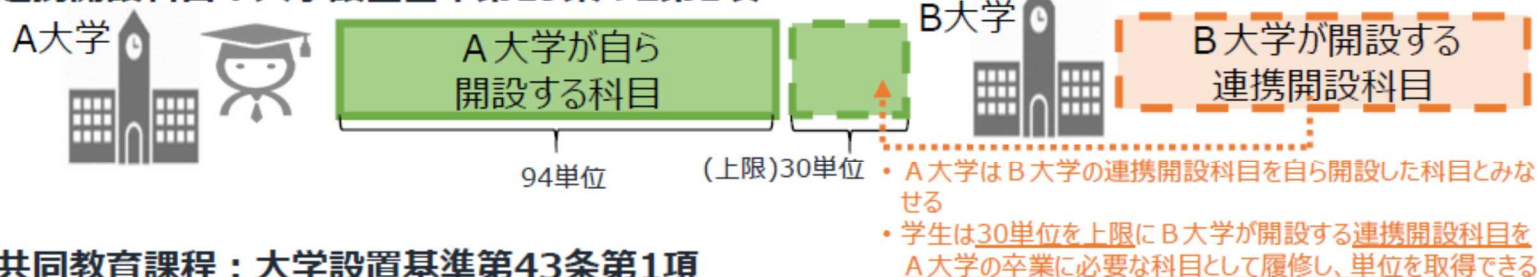 A大学
A大学が自ら
開設する科目
94単位
(上限)30単位
B大学
B大学が開設する
連携開設科目
・A大学はB大学の連携開設科目を自ら開設した科目とみな
せる
・学生は30単位を上限にB大学が開設する連携開設科目を
A大学の卒業に必要な科目として履修し、単位を取得できる
共同教育課程：大学設置基準第43条第1項